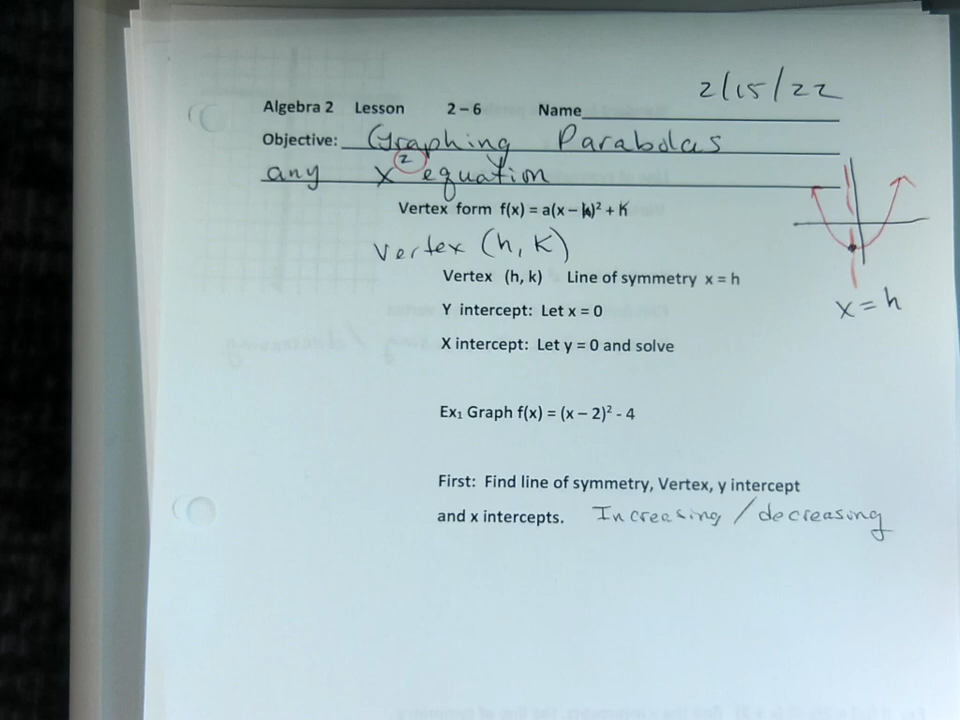 2/15/22
Algebra 2 Lesson 2 – 6 Name
Objective: Graphing Parabolas
any x² equation
Vertex form f(x) = a(x – h)² + K
Vertex (h, K)
Vertex (h, k) Line of symmetry x = h
x = h
Y intercept: Let x = 0
X intercept: Let y = 0 and solve
Ex₁ Graph f(x) = (x – 2)² - 4
First: Find line of symmetry, Vertex, y intercept
and x intercepts. Increasing / decreasing